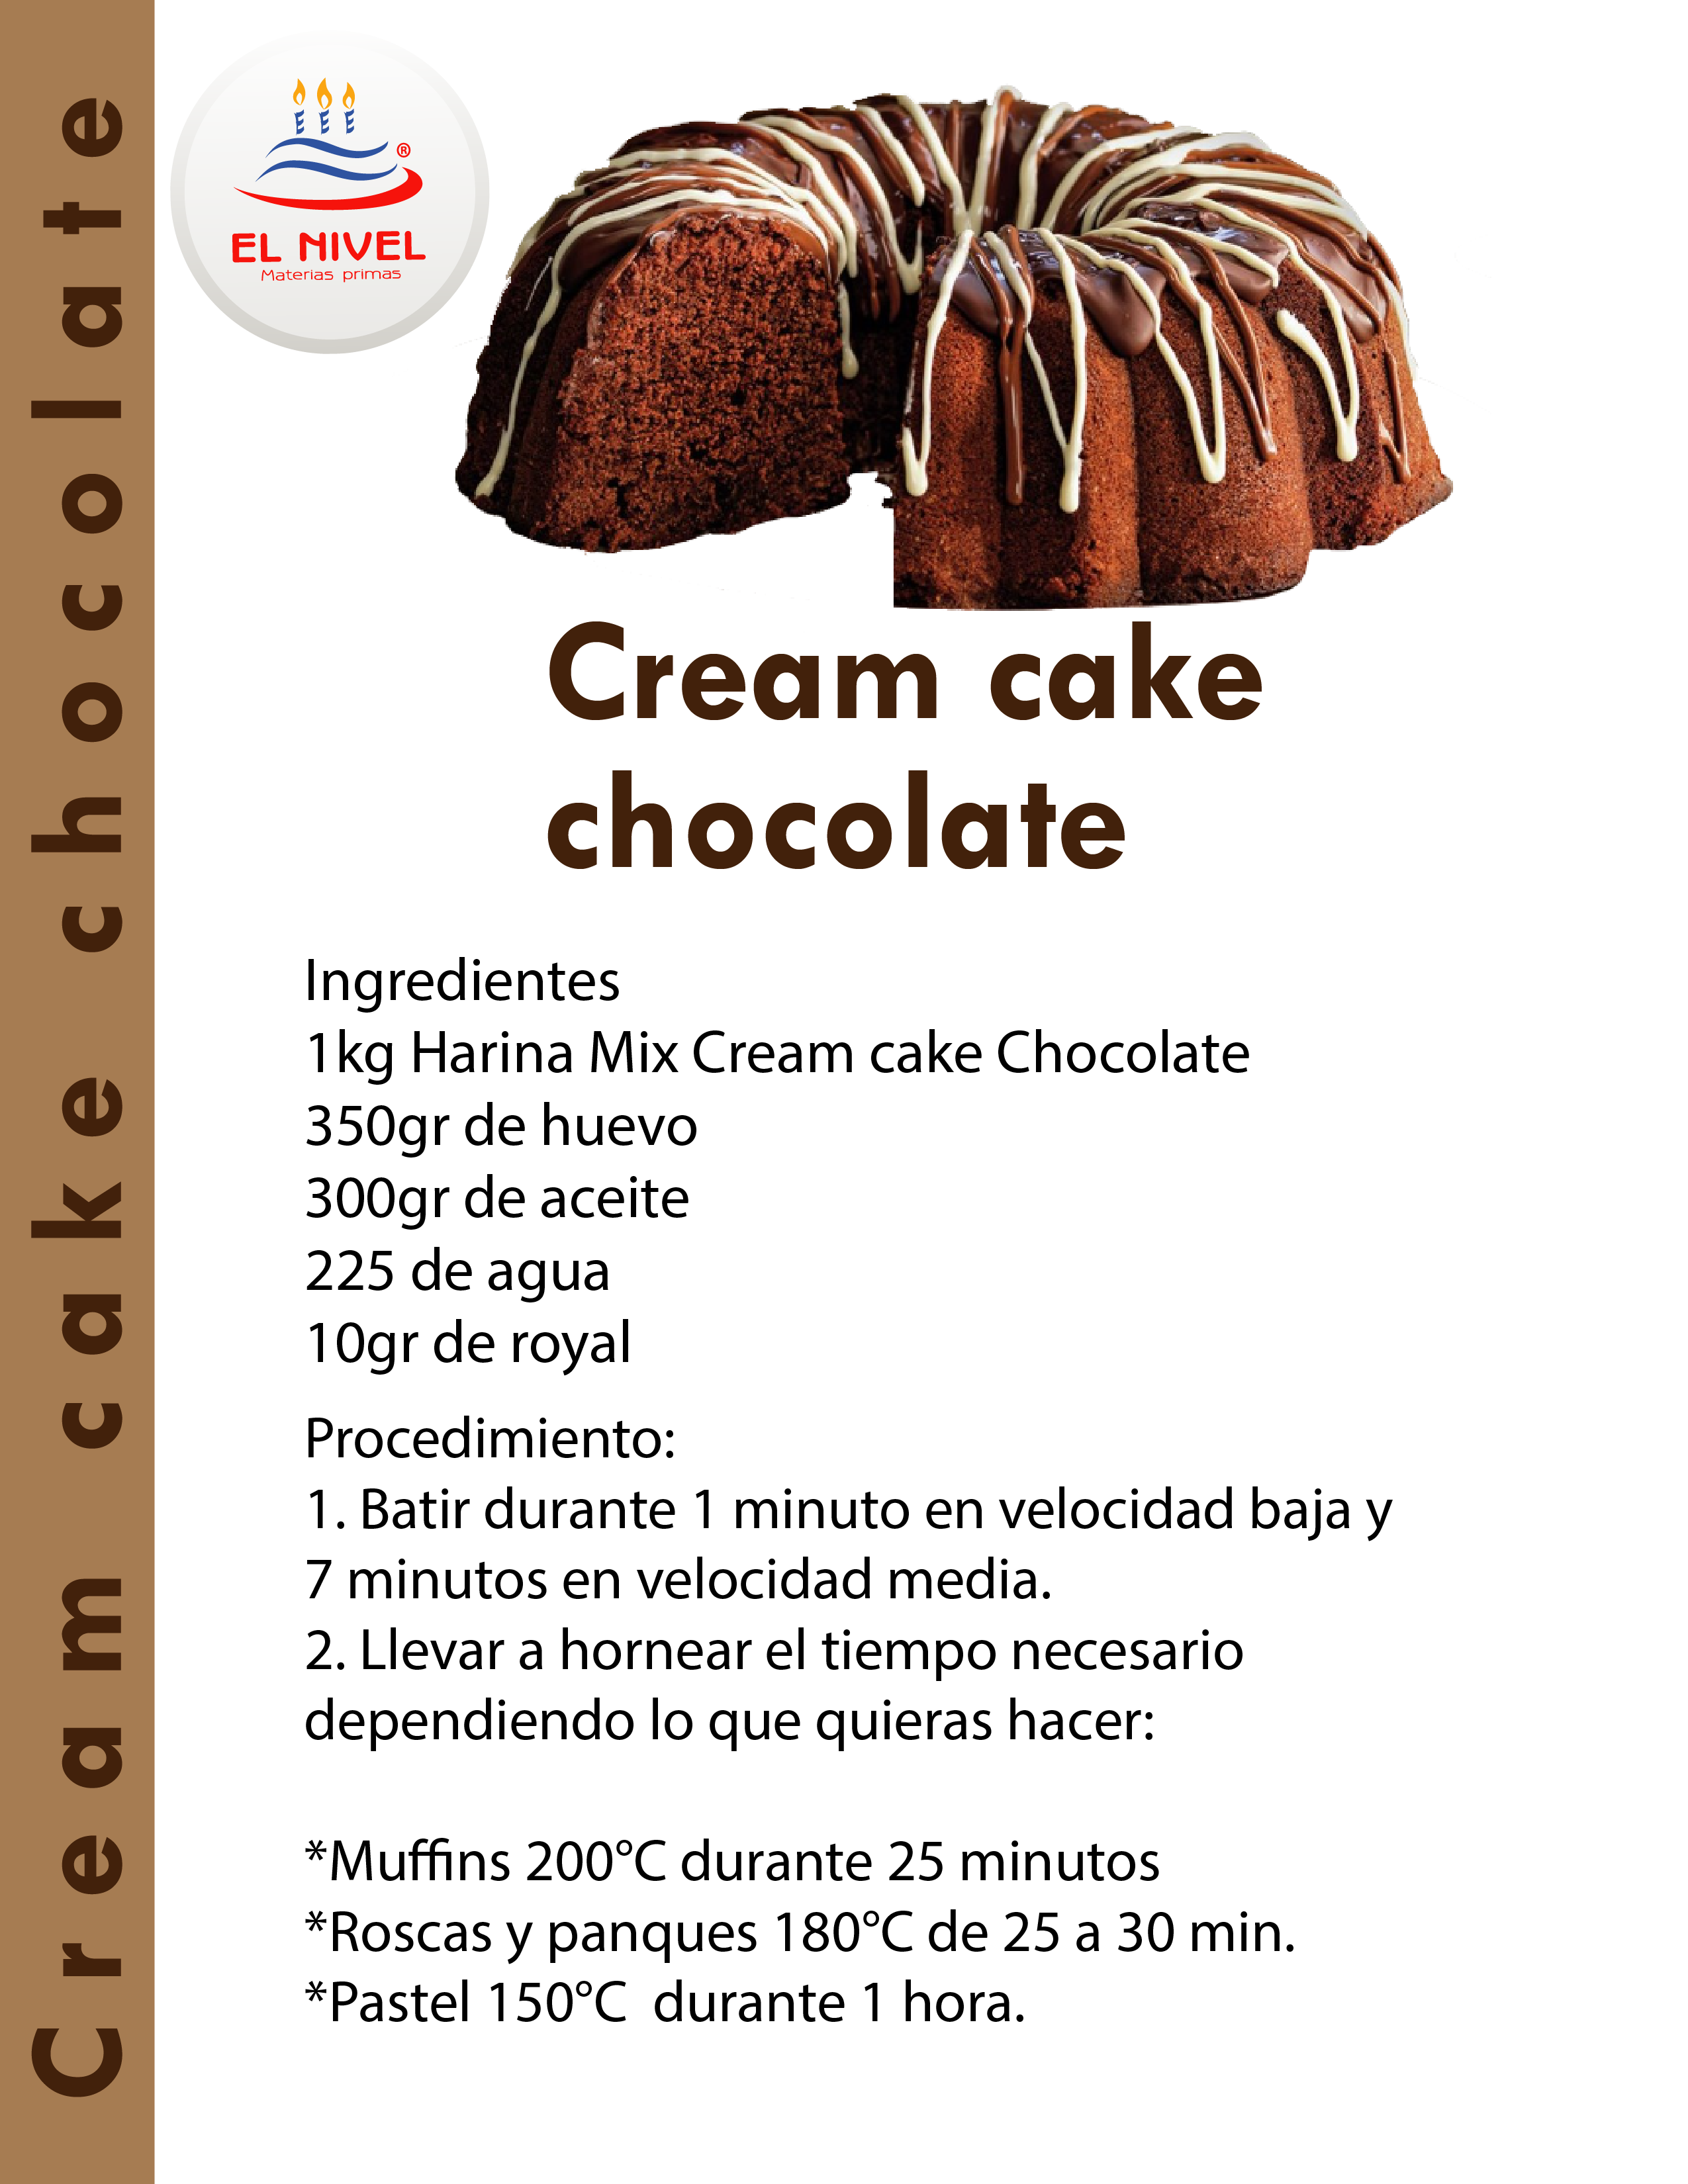 Cream cake chocolate
®
EL NIVEL
Materias primas
Cream cake
chocolate
Ingredientes
1kg Harina Mix Cream cake Chocolate
350gr de huevo
300gr de aceite
225 de agua
10gr de royal
Procedimiento:
1. Batir durante 1 minuto en velocidad baja y
7 minutos en velocidad media.
2. Llevar a hornear el tiempo necesario
dependiendo lo que quieras hacer:
*Muffins 200°C durante 25 minutos
*Roscas y panques 180°C de 25 a 30 min.
*Pastel 150°C  durante 1 hora.